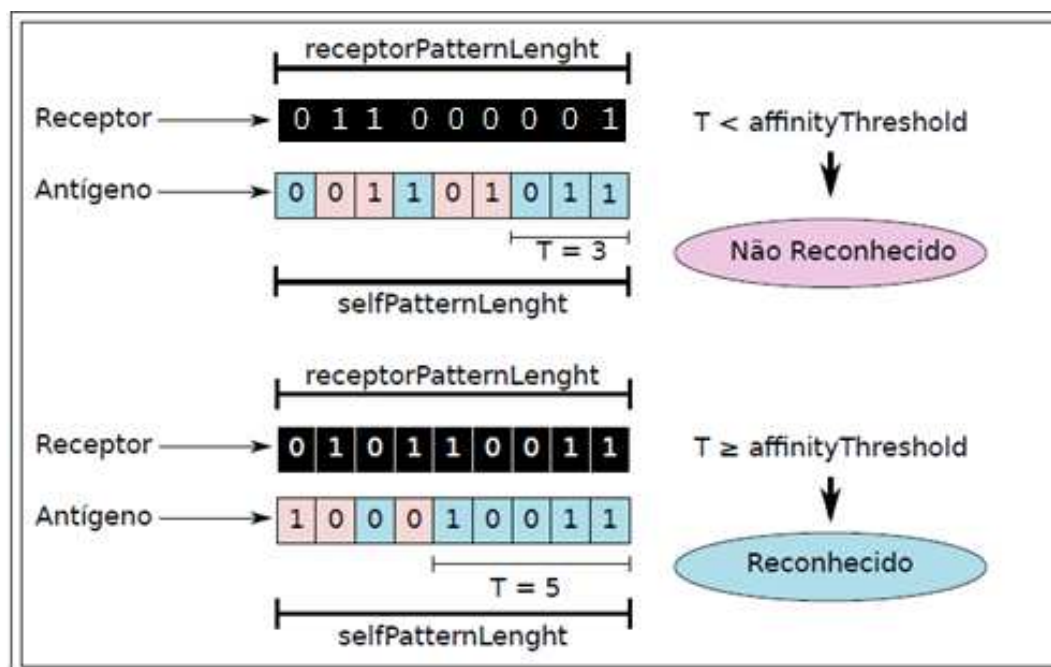 receptorPatternLenght
Receptor 0 1 1 0 0 0 0 0 1
T < affinityThreshold
Antígeno 0 0 1 1 0 1 0 1 1
T = 3
Não Reconhecido
selfPatternLenght
receptorPatternLenght
Receptor 0 1 0 1 1 0 0 1 1
T ≥ affinityThreshold
Antígeno 1 0 0 0 1 0 0 1 1
T = 5
Reconhecido
selfPatternLenght